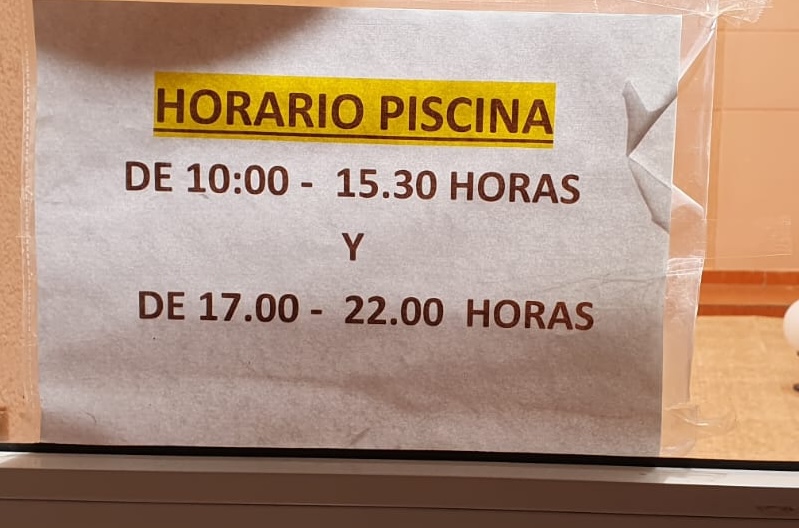 HORARIO PISCINA
DE 10:00 - 15.30 HORAS
Y
DE 17.00 - 22.00 HORAS